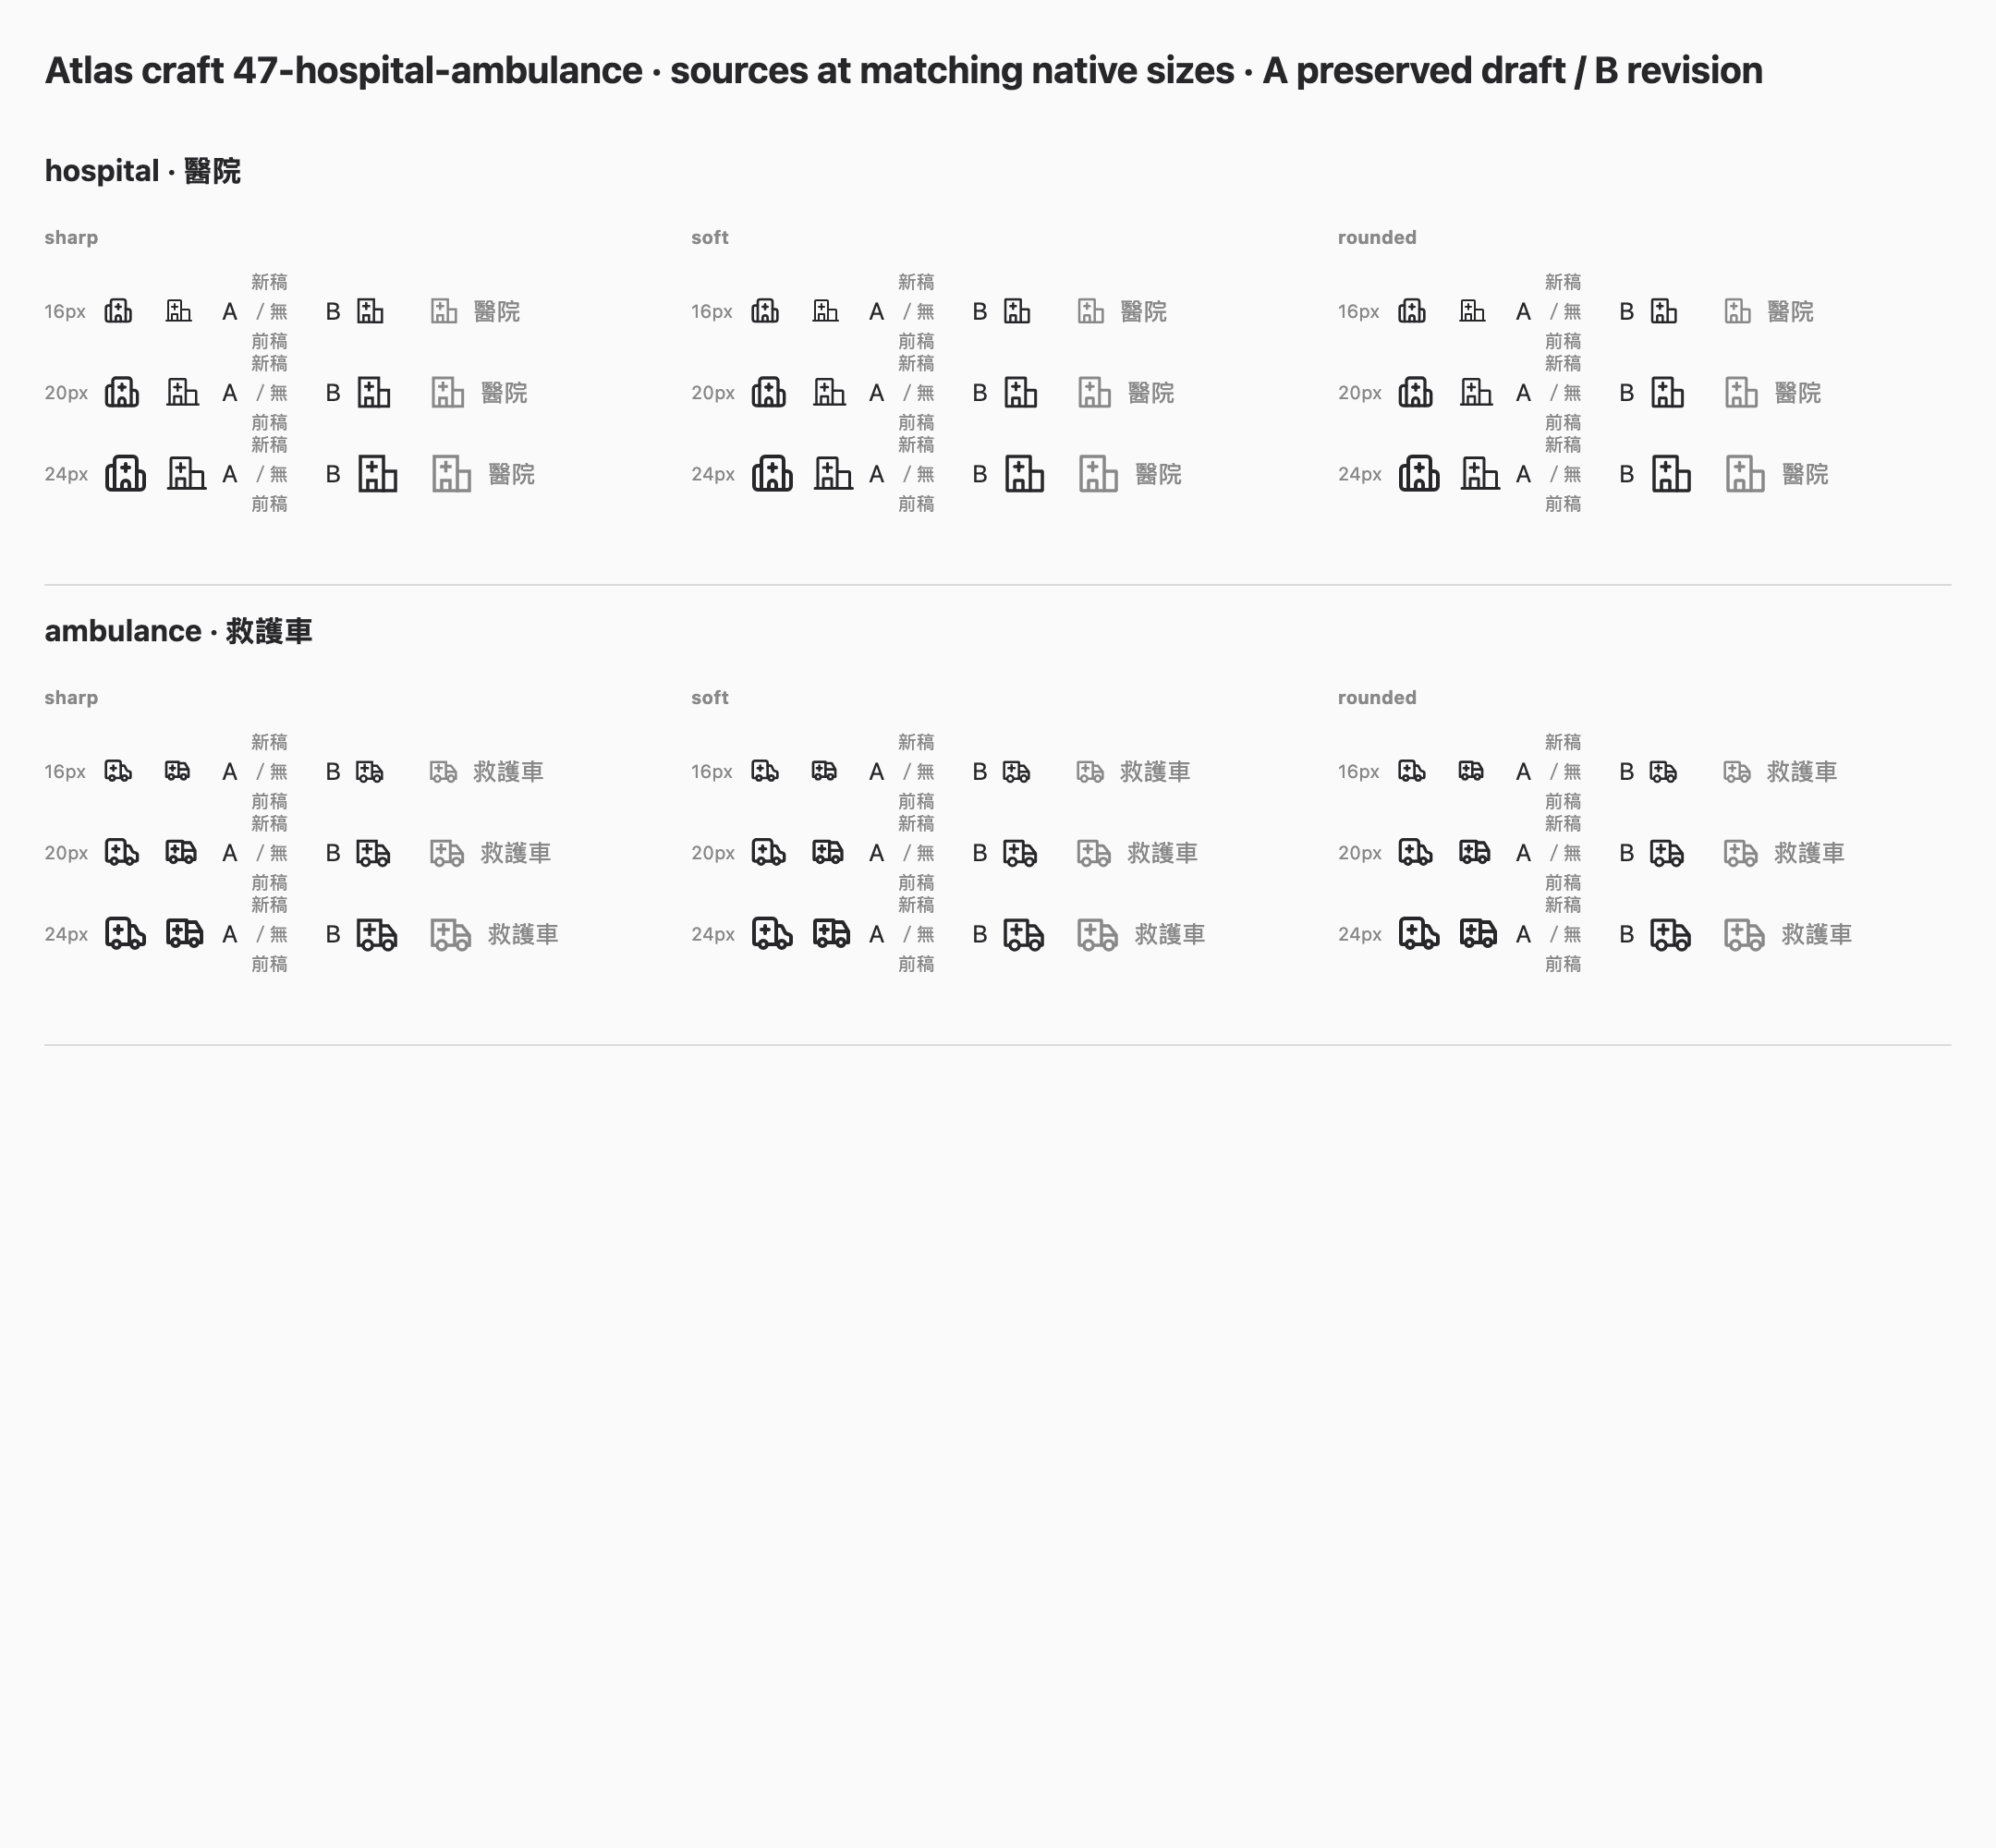 Atlas craft 47-hospital-ambulance · sources at matching native sizes · A preserved draft / B revision
hospital · 醫院
sharp
soft
rounded
16px A 新稿 / 無 前稿 B 醫院
16px A 新稿 / 無 前稿 B 醫院
16px A 新稿 / 無 前稿 B 醫院
20px A 新稿 / 無 前稿 B 醫院
20px A 新稿 / 無 前稿 B 醫院
20px A 新稿 / 無 前稿 B 醫院
24px A 新稿 / 無 前稿 B 醫院
24px A 新稿 / 無 前稿 B 醫院
24px A 新稿 / 無 前稿 B 醫院
ambulance · 救護車
sharp
soft
rounded
16px A 新稿 / 無 前稿 B 救護車
16px A 新稿 / 無 前稿 B 救護車
16px A 新稿 / 無 前稿 B 救護車
20px A 新稿 / 無 前稿 B 救護車
20px A 新稿 / 無 前稿 B 救護車
20px A 新稿 / 無 前稿 B 救護車
24px A 新稿 / 無 前稿 B 救護車
24px A 新稿 / 無 前稿 B 救護車
24px A 新稿 / 無 前稿 B 救護車